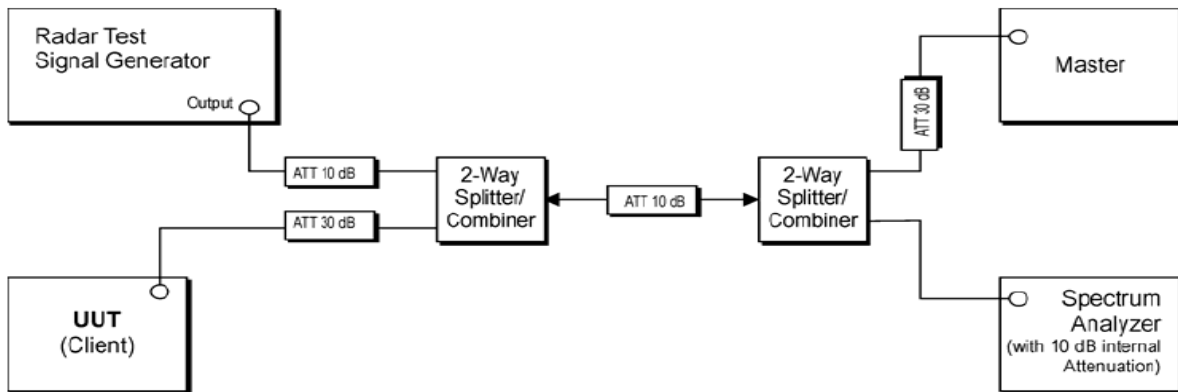 Radar Test
Signal Generator
Output
ATT 10 dB
ATT 30 dB
UUT
(Client)
2-Way
Splitter/
Combiner
ATT 10 dB
2-Way
Splitter/
Combiner
ATT 30 dB
Master
Spectrum
Analyzer
(with 10 dB internal
Attenuation)